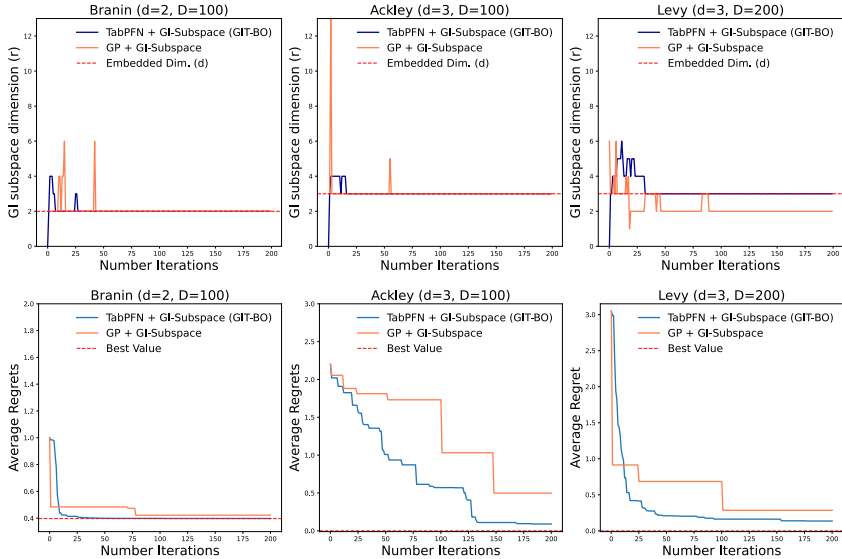 Branin (d=2, D=100)
TabPFN + GI-Subspace (GIT-BO)
GP + GI-Subspace
Embedded Dim. (d)
GI subspace dimension (r)
12
10
8
6
4
2
0
0 25 50 75 100 125 150 175 200
Number Iterations
Ackley (d=3, D=100)
TabPFN + GI-Subspace (GIT-BO)
GP + GI-Subspace
Embedded Dim. (d)
GI subspace dimension (r)
12
10
8
6
4
2
0
0 25 50 75 100 125 150 175 200
Number Iterations
Levy (d=3, D=200)
TabPFN + GI-Subspace (GIT-BO)
GP + GI-Subspace
Embedded Dim. (d)
GI subspace dimension (r)
12
10
8
6
4
2
0
0 25 50 75 100 125 150 175 200
Number Iterations
Branin (d=2, D=100)
TabPFN + GI-Subspace (GIT-BO)
GP + GI-Subspace
Best Value
Average Regrets
2.0
1.8
1.6
1.4
1.2
1.0
0.8
0.6
0.4
0 25 50 75 100 125 150 175 200
Number Iterations
Ackley (d=3, D=100)
TabPFN + GI-Subspace (GIT-BO)
GP + GI-Subspace
Best Value
Average Regrets
3.0
2.5
2.0
1.5
1.0
0.5
0.0
0 25 50 75 100 125 150 175 200
Number Iterations
Levy (d=3, D=200)
TabPFN + GI-Subspace (GIT-BO)
GP + GI-Subspace
Best Value
Average Regret
3.0
2.5
2.0
1.5
1.0
0.5
0.0
0 25 50 75 100 125 150 175 200
Number Iterations